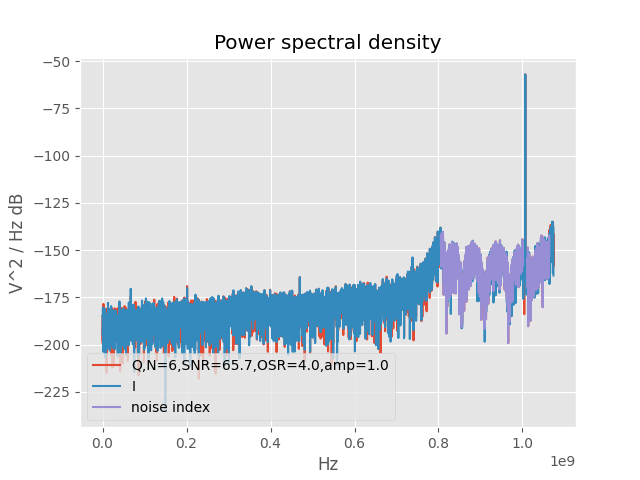 Power spectral density
V^2 / Hz dB
−50
−75
−100
−125
−150
−175
−200
−225
Q,N=6,SNR=65.7,OSR=4.0,amp=1.0
I
noise index
0.0 0.2 0.4 0.6 0.8 1.0
1e9
Hz